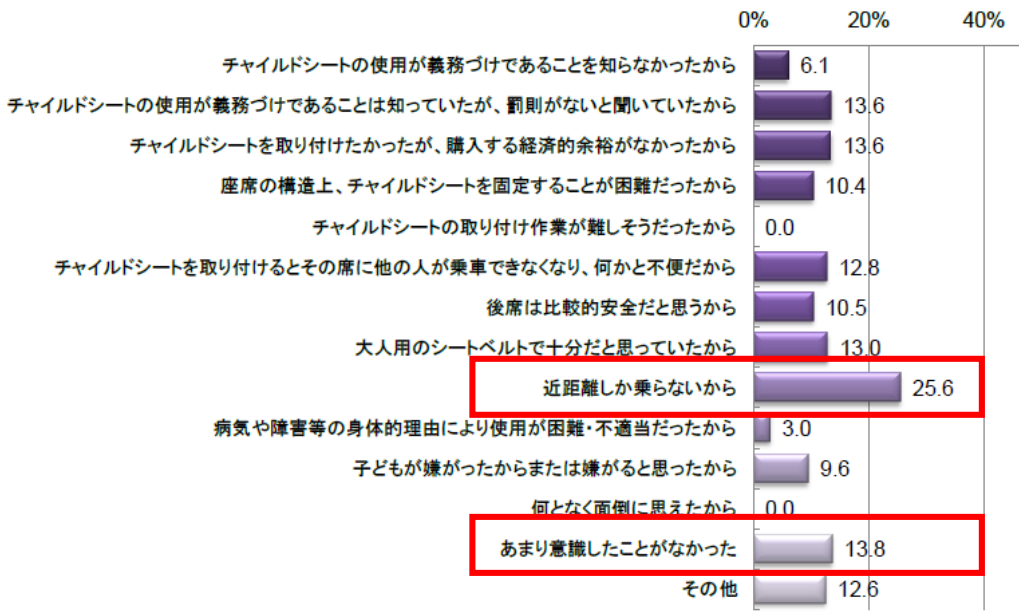 0% 20% 40%
チャイルドシートの使用が義務づけであることを知らなかったから 6.1
チャイルドシートの使用が義務づけであることは知っていたが、罰則がないと聞いていたから 13.6
チャイルドシートを取り付けたかったが、購入する経済的余裕がなかったから 13.6
座席の構造上、チャイルドシートを固定することが困難だったから 10.4
チャイルドシートの取り付け作業が難しそうだったから 0.0
チャイルドシートを取り付けるとその席に他の人が乗車できなくなり、何かと不便だから 12.8
後席は比較的安全だと思うから 10.5
大人用のシートベルトで十分だと思っていたから 13.0
近距離しか乗らないから 25.6
病気や障害等の身体的理由により使用が困難・不適当だったから 3.0
子どもが嫌がったからまたは嫌がると思ったから 9.6
何となく面倒に思えたから 0.0
あまり意識したことがなかった 13.8
その他 12.6